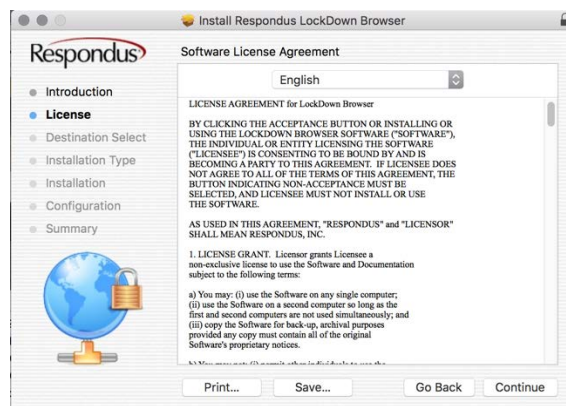 Install Respondus LockDown Browser
Respondus
Software License Agreement
English
Introduction
License
Destination Select
Installation Type
Installation
Configuration
Summary
LICENSE AGREEMENT for LockDown Browser
BY CLICKING THE ACCEPTANCE BUTTON OR INSTALLING OR
USING THE LOCKDOWN BROWSER SOFTWARE ("SOFTWARE"),
THE INDIVIDUAL OR ENTITY LICENSING THE SOFTWARE
("LICENSEE") IS CONSENTING TO BE BOUND BY AND IS
BECOMING A PARTY TO THIS AGREEMENT.  IF LICENSEE DOES
NOT AGREE TO ALL OF THE TERMS OF THIS AGREEMENT, THE
BUTTON INDICATING NON-ACCEPTANCE MUST BE
SELECTED, AND LICENSEE MUST NOT INSTALL OR USE
THE SOFTWARE.
AS USED IN THIS AGREEMENT, "RESPONDUS" and "LICENSOR"
SHALL MEAN RESPONDUS, INC.
1. LICENSE GRANT.  Licensor grants Licensee a
non-exclusive license to use the Software and Documentation
subject to the following terms:
a) You may: (i) use the Software on any single computer;
(ii) use the Software on a second computer so long as the
first and second computers are not used simultaneously; and
(iii) copy the Software for back-up, archival purposes
provided any copy must contain all of the original
Software's proprietary notices.
b) You may not: (i) permit other individuals to use the
Print...
Save...
Go Back
Continue